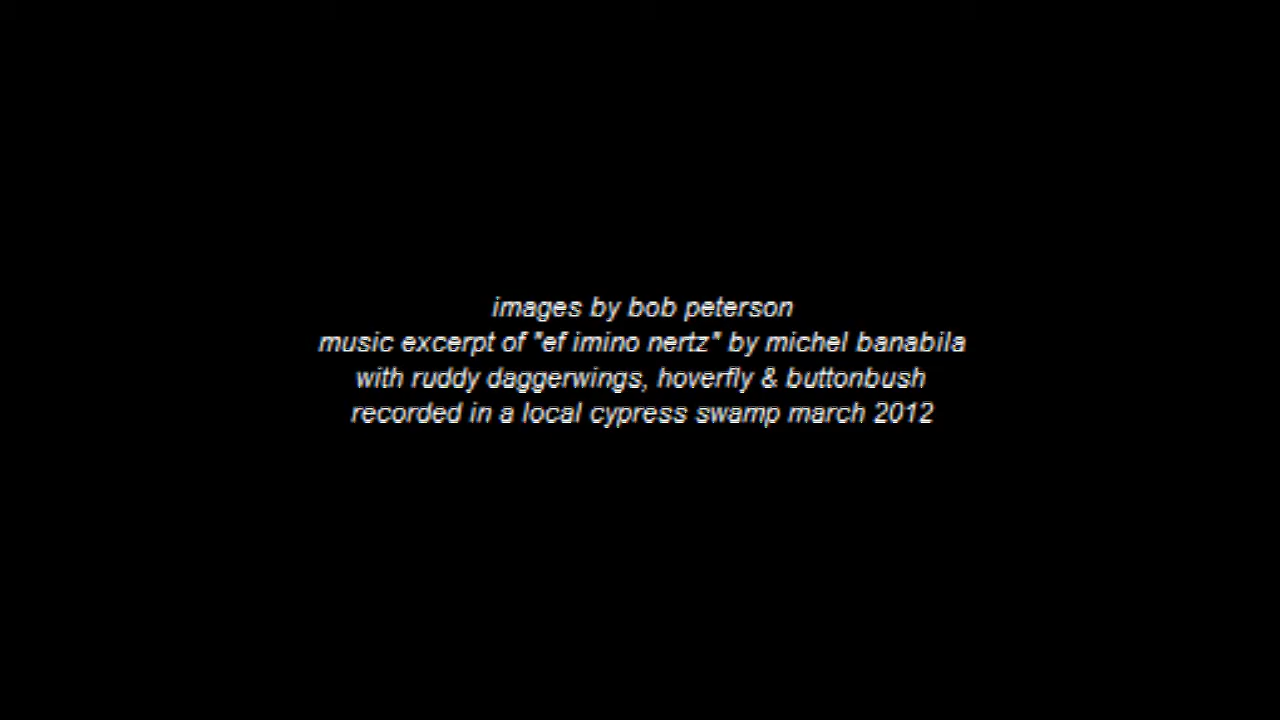 images by bob peterson
music excerpt of "ef imino nertz" by michel banabila
with ruddy daggerwings, hoverfly & buttonbush
recorded in a local cypress swamp march 2012